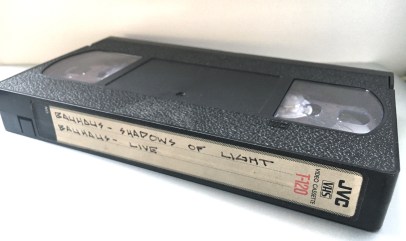 BAUHAUS - SHADOWS OF LIGHT
BAUHAUS - LIVE
JVC
VHS
VIDEO CASSETTE
T-120